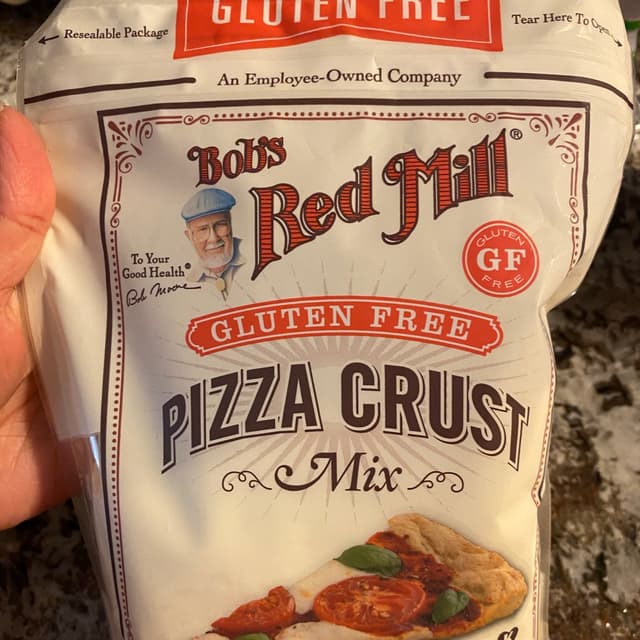 GLUTEN FREE
Resealable Package
Tear Here To Open
An Employee-Owned Company
Bob's
Red Mill®
To Your
Good Health®
Bob Moore
GLUTEN
GF
FREE
GLUTEN FREE
PIZZA CRUST
Mix